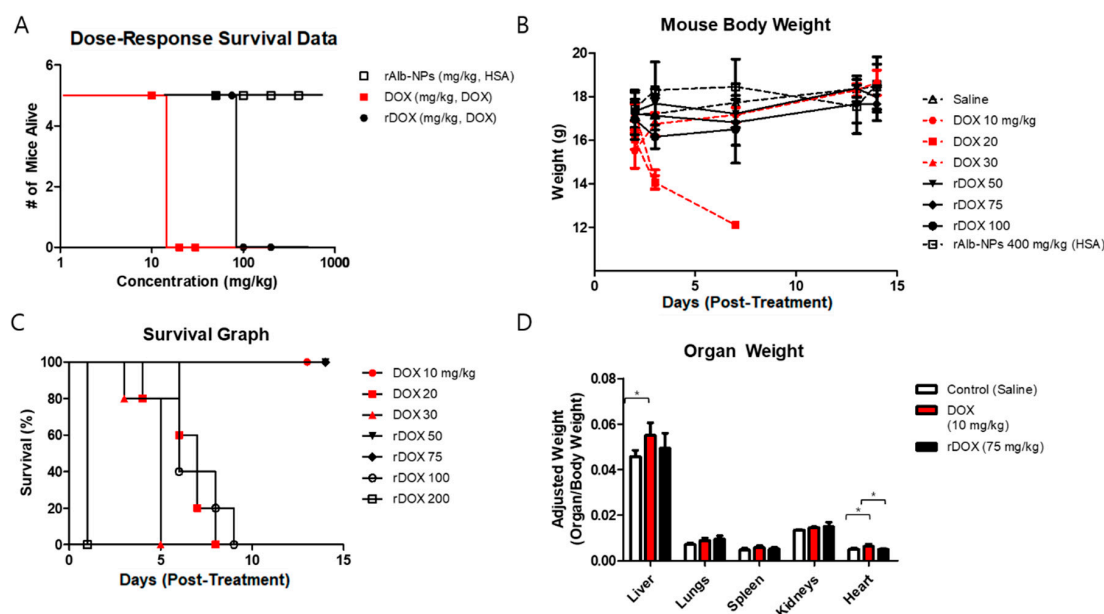 A
Dose-Response Survival Data
# of Mice Alive
6
4
2
0
1
10
100
1000
Concentration (mg/kg)
rAlb-NPs (mg/kg, HSA)
DOX (mg/kg, DOX)
rDOX (mg/kg, DOX)
B
Mouse Body Weight
Weight (g)
20
18
16
14
12
0
5
10
15
Days (Post-Treatment)
Saline
DOX 10 mg/kg
DOX 20
DOX 30
rDOX 50
rDOX 75
rDOX 100
rAlb-NPs 400 mg/kg (HSA)
C
Survival Graph
Survival (%)
100
80
60
40
20
0
0
5
10
15
Days (Post-Treatment)
DOX 10 mg/kg
DOX 20
DOX 30
rDOX 50
rDOX 75
rDOX 100
rDOX 200
D
Organ Weight
Adjusted Weight
(Organ/Body Weight)
0.08
0.06
0.04
0.02
0.00
*
*
*
Liver
Lungs
Spleen
Kidneys
Heart
Control (Saline)
DOX
(10 mg/kg)
rDOX (75 mg/kg)